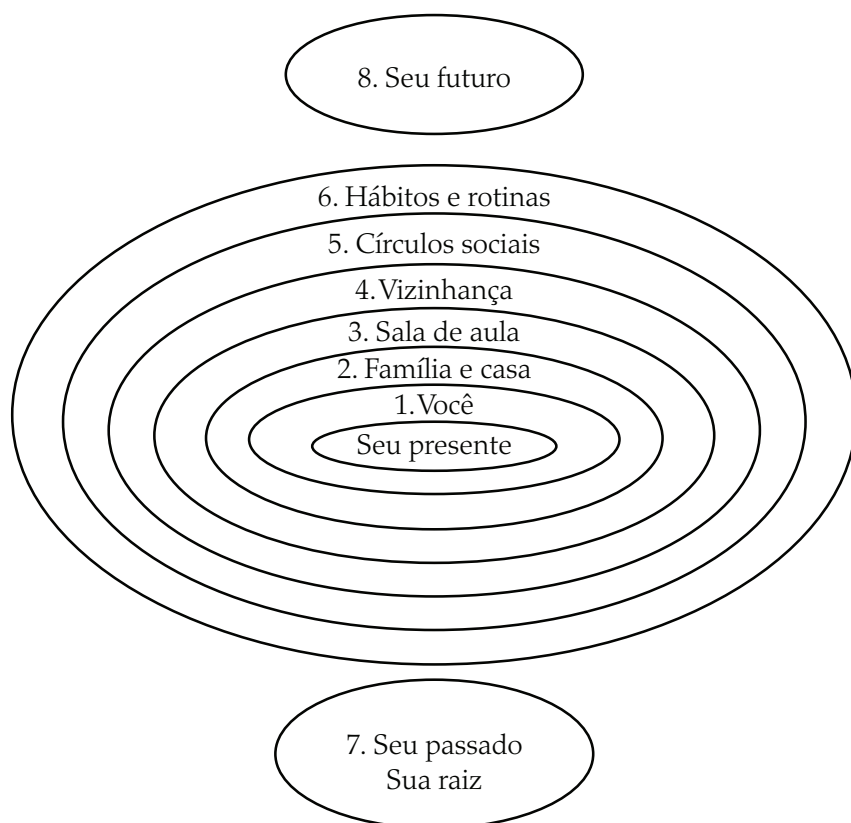 8. Seu futuro
6. Hábitos e rotinas
5. Círculos sociais
4. Vizinhança
3. Sala de aula
2. Família e casa
1. Você
Seu presente
7. Seu passado
Sua raiz